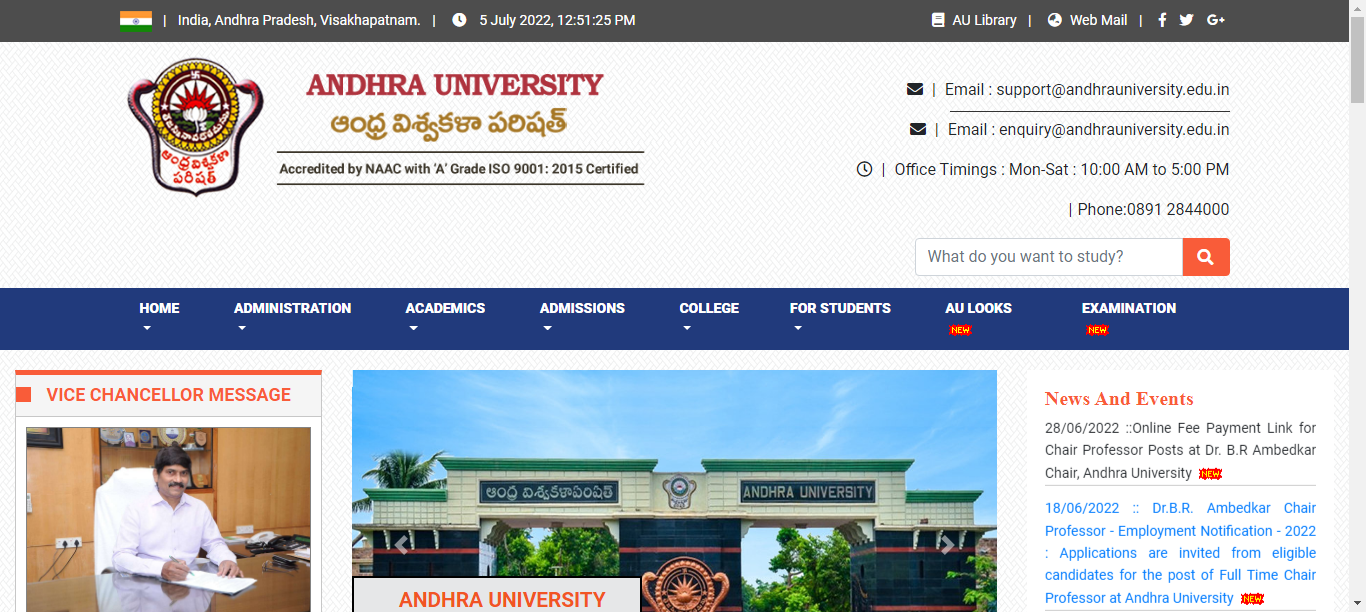 | India, Andhra Pradesh, Visakhapatnam. | 5 July 2022, 12:51:25 PM
AU Library | Web Mail |
ANDHRA UNIVERSITY
ఆంధ్ర విశ్వకళా పరిషత్
Accredited by NAAC with 'A' Grade ISO 9001: 2015 Certified
ఆంధ్రవిశ్వకళా
పరిషత్
| Email : support@andhrauniversity.edu.in
| Email : enquiry@andhrauniversity.edu.in
| Office Timings : Mon-Sat : 10:00 AM to 5:00 PM
| Phone:0891 2844000
What do you want to study?
HOME ADMINISTRATION ACADEMICS ADMISSIONS COLLEGE FOR STUDENTS AU LOOKS EXAMINATION
NEW NEW
VICE CHANCELLOR MESSAGE
ఆంధ్ర విశ్వకళాపరిషత్ ANDHRA UNIVERSITY
ANDHRA UNIVERSITY
News And Events
28/06/2022 ::Online Fee Payment Link for
Chair Professor Posts at Dr. B.R Ambedkar
Chair, Andhra University NEW
18/06/2022 :: Dr.B.R. Ambedkar Chair
Professor - Employment Notification - 2022
: Applications are invited from eligible
candidates for the post of Full Time Chair
Professor at Andhra University NEW